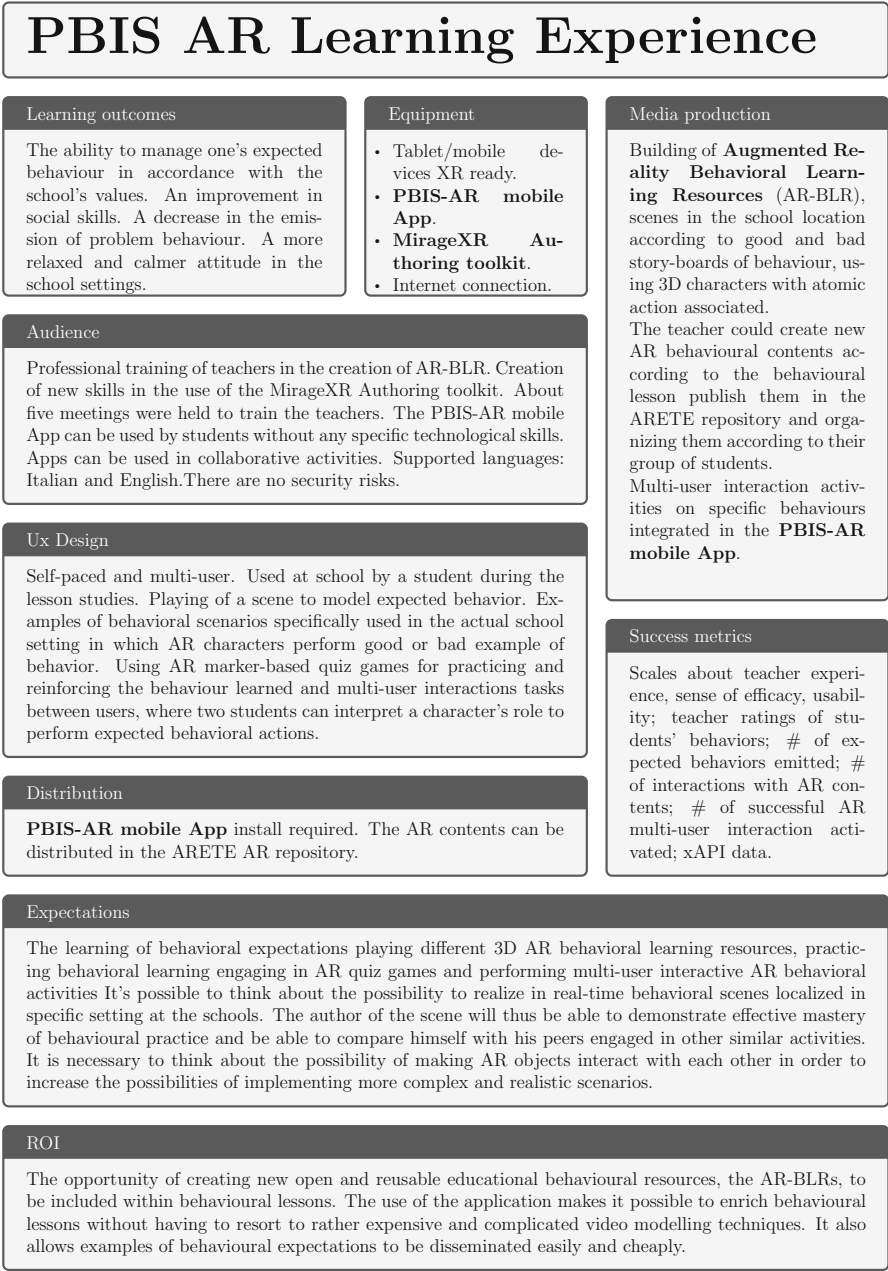 PBIS AR Learning Experience
Learning outcomes
The ability to manage one's expected
behaviour in accordance with the
school's values. An improvement in
social skills. A decrease in the emis-
sion of problem behaviour. A more
relaxed and calmer attitude in the
school settings.
Equipment
• Tablet/mobile de-
vices XR ready.
• PBIS-AR mobile
App.
• MirageXR Au-
thoring toolkit.
• Internet connection.
Media production
Building of Augmented Re-
ality Behavioral Learn-
ing Resources (AR-BLR),
scenes in the school location
according to good and bad
story-boards of behaviour, us-
ing 3D characters with atomic
action associated.
The teacher could create new
AR behavioural contents ac-
cording to the behavioural
lesson publish them in the
ARETE repository and orga-
nizing them according to their
group of students.
Multi-user interaction activ-
ities on specific behaviours
integrated in the PBIS-AR
mobile App.
Audience
Professional training of teachers in the creation of AR-BLR. Creation
of new skills in the use of the MirageXR Authoring toolkit. About
five meetings were held to train the teachers. The PBIS-AR mobile
App can be used by students without any specific technological skills.
Apps can be used in collaborative activities. Supported languages:
Italian and English.There are no security risks.
Ux Design
Self-paced and multi-user. Used at school by a student during the
lesson studies. Playing of a scene to model expected behavior. Ex-
amples of behavioral scenarios specifically used in the actual school
setting in which AR characters perform good or bad example of
behavior. Using AR marker-based quiz games for practicing and
reinforcing the behaviour learned and multi-user interactions tasks
between users, where two students can interpret a character's role to
perform expected behavioral actions.
Success metrics
Scales about teacher experi-
ence, sense of efficacy, usabil-
ity; teacher ratings of stu-
dents' behaviors; # of ex-
pected behaviors emitted; #
of interactions with AR con-
tents; # of successful AR
multi-user interaction acti-
vated; xAPI data.
Distribution
PBIS-AR mobile App install required. The AR contents can be
distributed in the ARETE AR repository.
Expectations
The learning of behavioral expectations playing different 3D AR behavioral learning resources, practic-
ing behavioral learning engaging in AR quiz games and performing multi-user interactive AR behavioral
activities It's possible to think about the possibility to realize in real-time behavioral scenes localized in
specific setting at the schools. The author of the scene will thus be able to demonstrate effective mastery
of behavioural practice and be able to compare himself with his peers engaged in other similar activities.
It is necessary to think about the possibility of making AR objects interact with each other in order to
increase the possibilities of implementing more complex and realistic scenarios.
ROI
The opportunity of creating new open and reusable educational behavioural resources, the AR-BLRs, to
be included within behavioural lessons. The use of the application makes it possible to enrich behavioural
lessons without having to resort to rather expensive and complicated video modelling techniques. It also
allows examples of behavioural expectations to be disseminated easily and cheaply.